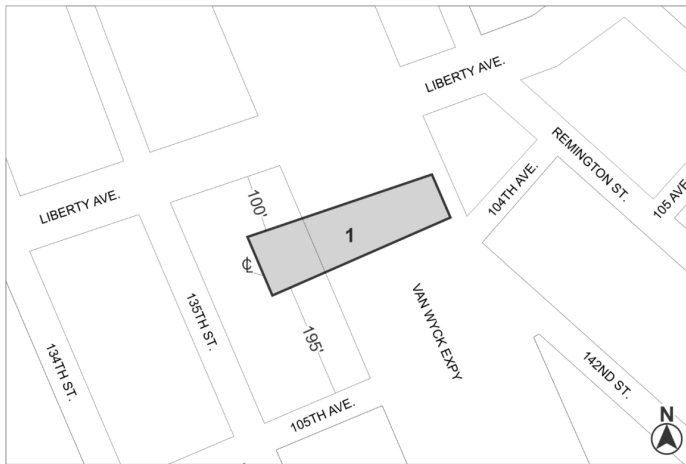 LIBERTY AVE.
REMINGTON ST.
104TH AVE.
105 AVE
100'
LIBERTY AVE.
1
℄
135TH ST.
195'
VAN WYCK EXPY
134TH ST.
142ND ST.
105TH AVE.
N